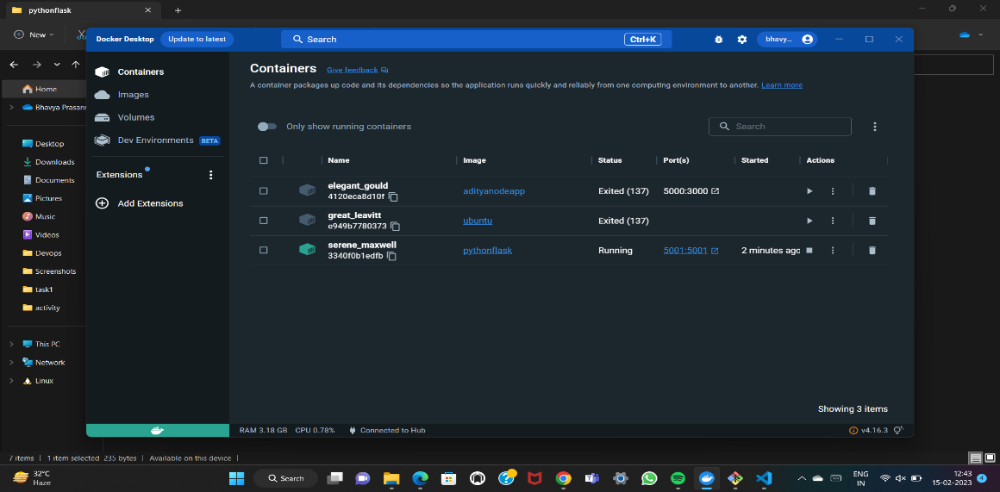 pythonflask
New
Docker Desktop
Update to latest
Search
Ctrl+K
bhavy...
Home
Bhavya Prasann
Desktop
Downloads
Documents
Pictures
Music
Videos
Devops
Screenshots
task1
activity
This PC
Network
Linux
Containers
Images
Volumes
Dev Environments BETA
Extensions
Add Extensions
Containers Give feedback
A container packages up code and its dependencies so the application runs quickly and reliably from one computing environment to another. Learn more
Only show running containers
Search
Name Image Status Port(s) Started Actions
elegant_gould
4120eca8d10f
adityanodeapp Exited (137) 5000:3000
great_leavitt
e949b7780373
ubuntu Exited (137)
serene_maxwell
3340f0b1edfb
pythonflask Running 5001:5001 2 minutes ago
Showing 3 items
RAM 3.18 GB CPU 0.78% Connected to Hub v4.16.3
7 items 1 item selected 235 bytes Available on this device
32°C
Haze
Search
ENG
IN
12:43
15-02-2023
4